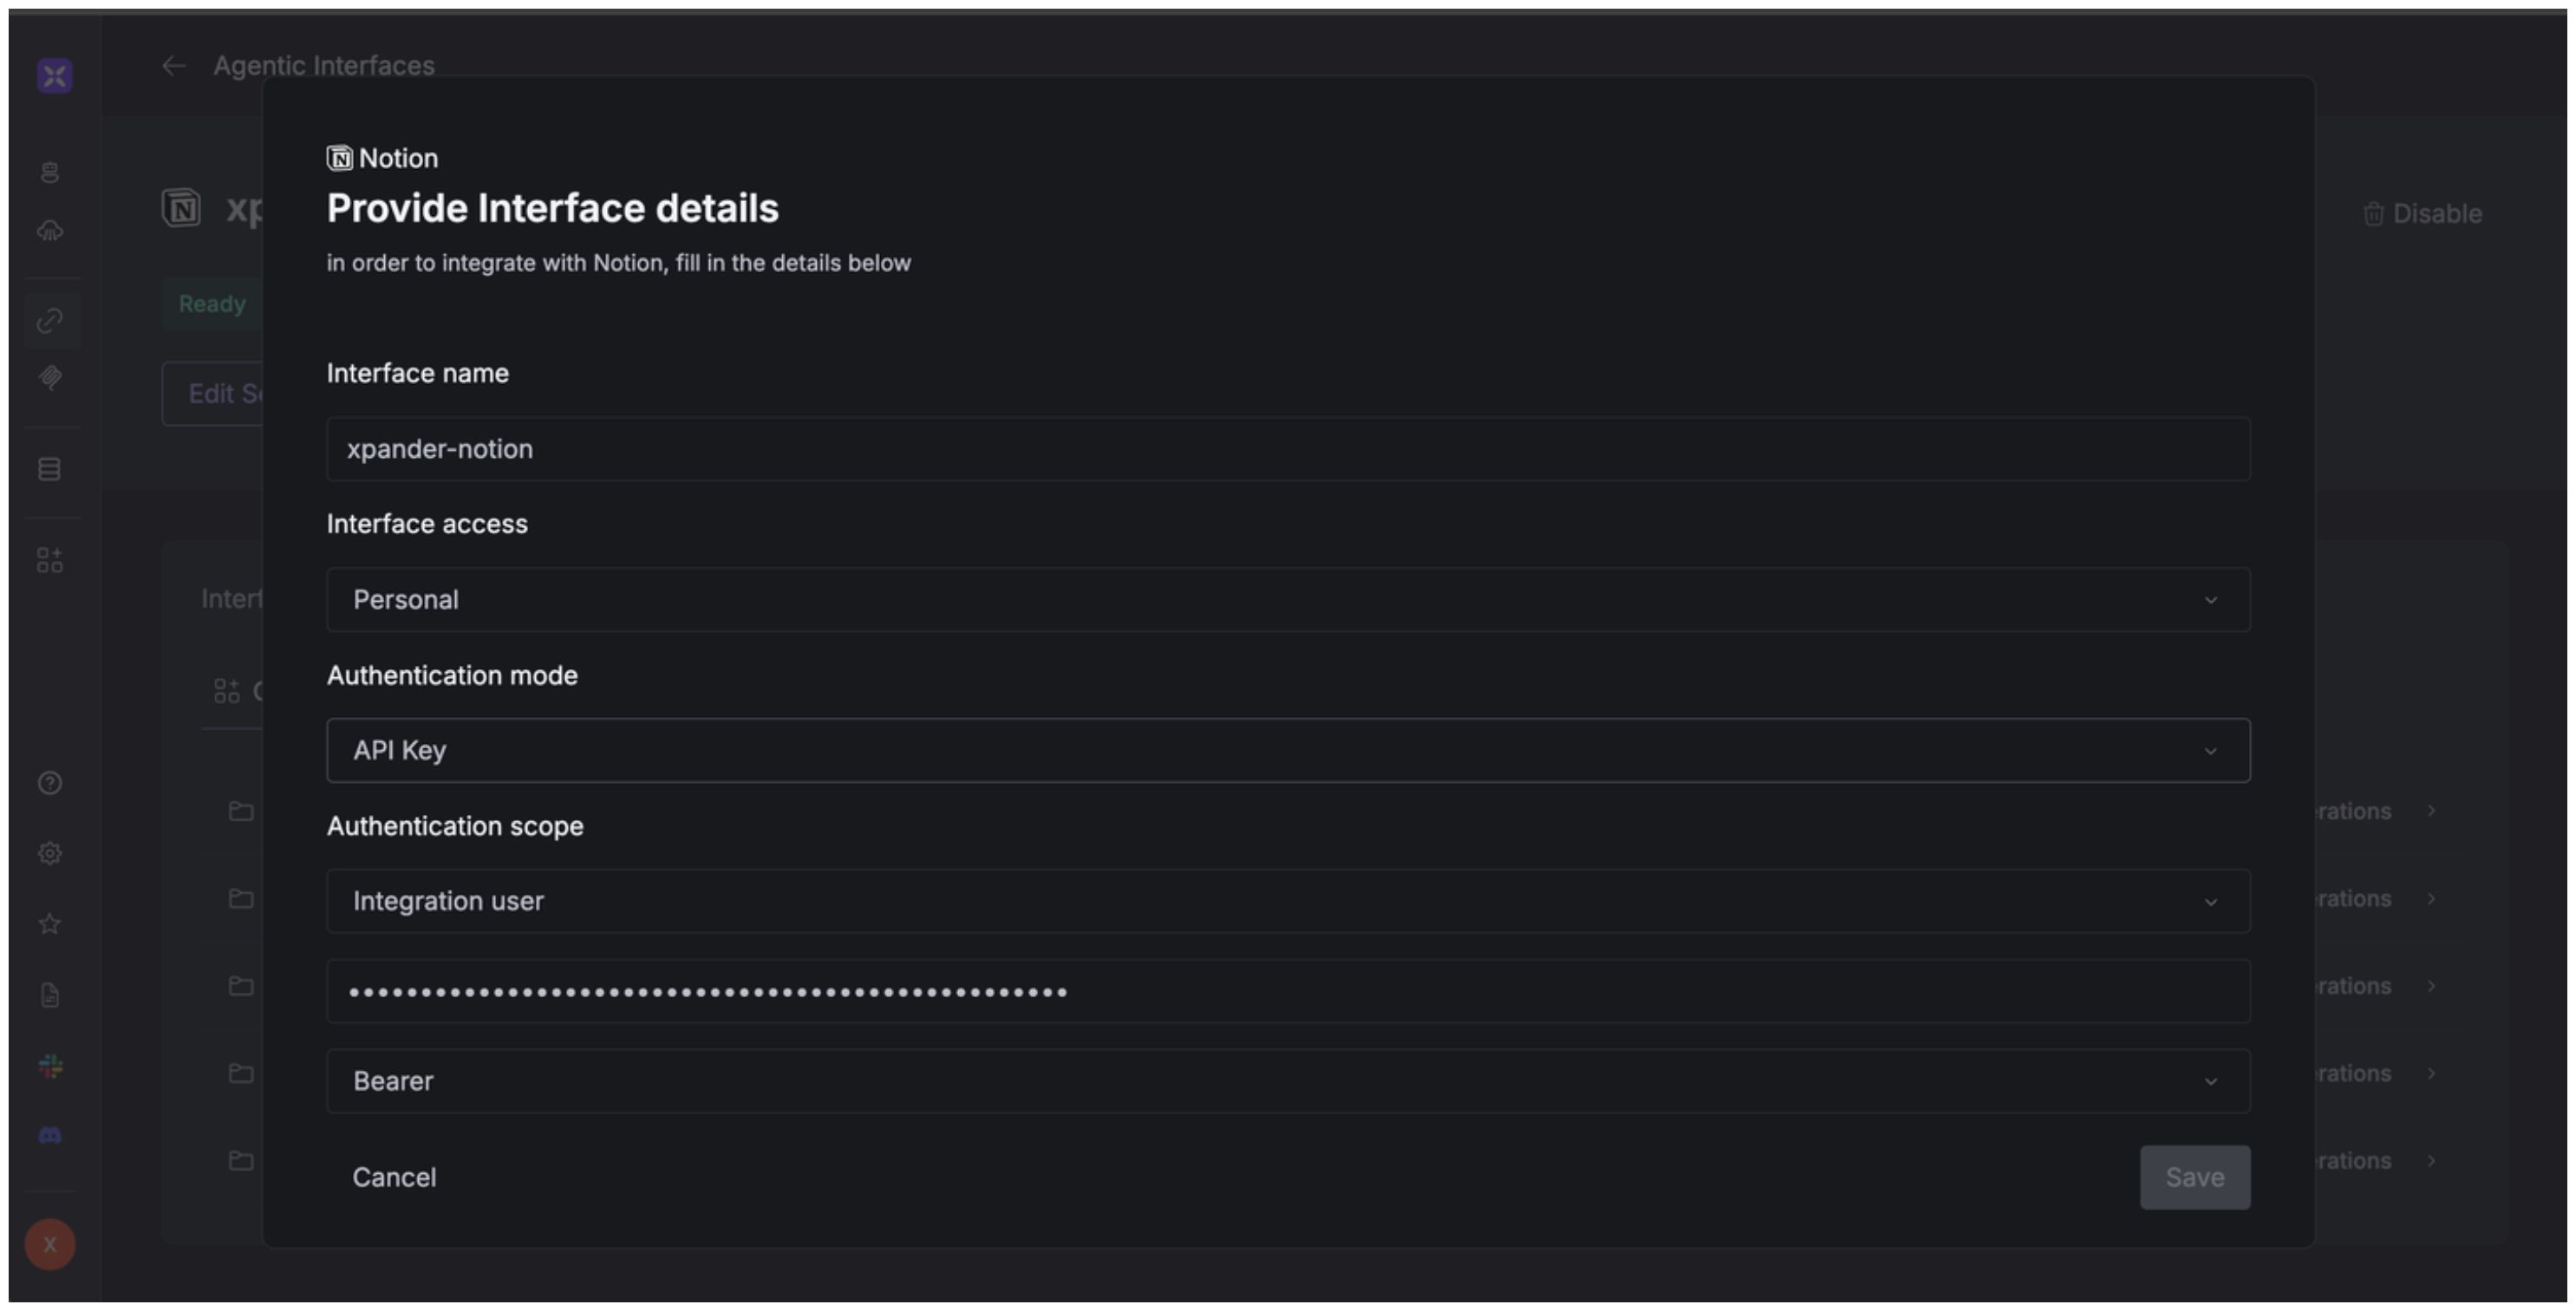 Agentic Interfaces
Notion
Provide Interface details
in order to integrate with Notion, fill in the details below
xp
Disable
Ready
Edit S
Interface name
xpander-notion
Interface access
Personal
Interf
Authentication mode
API Key
Authentication scope
Integration user
••••••••••••••••••••••••••••••••••••••••••••••••••
Bearer
Cancel
Save
rations
rations
rations
rations
rations
X